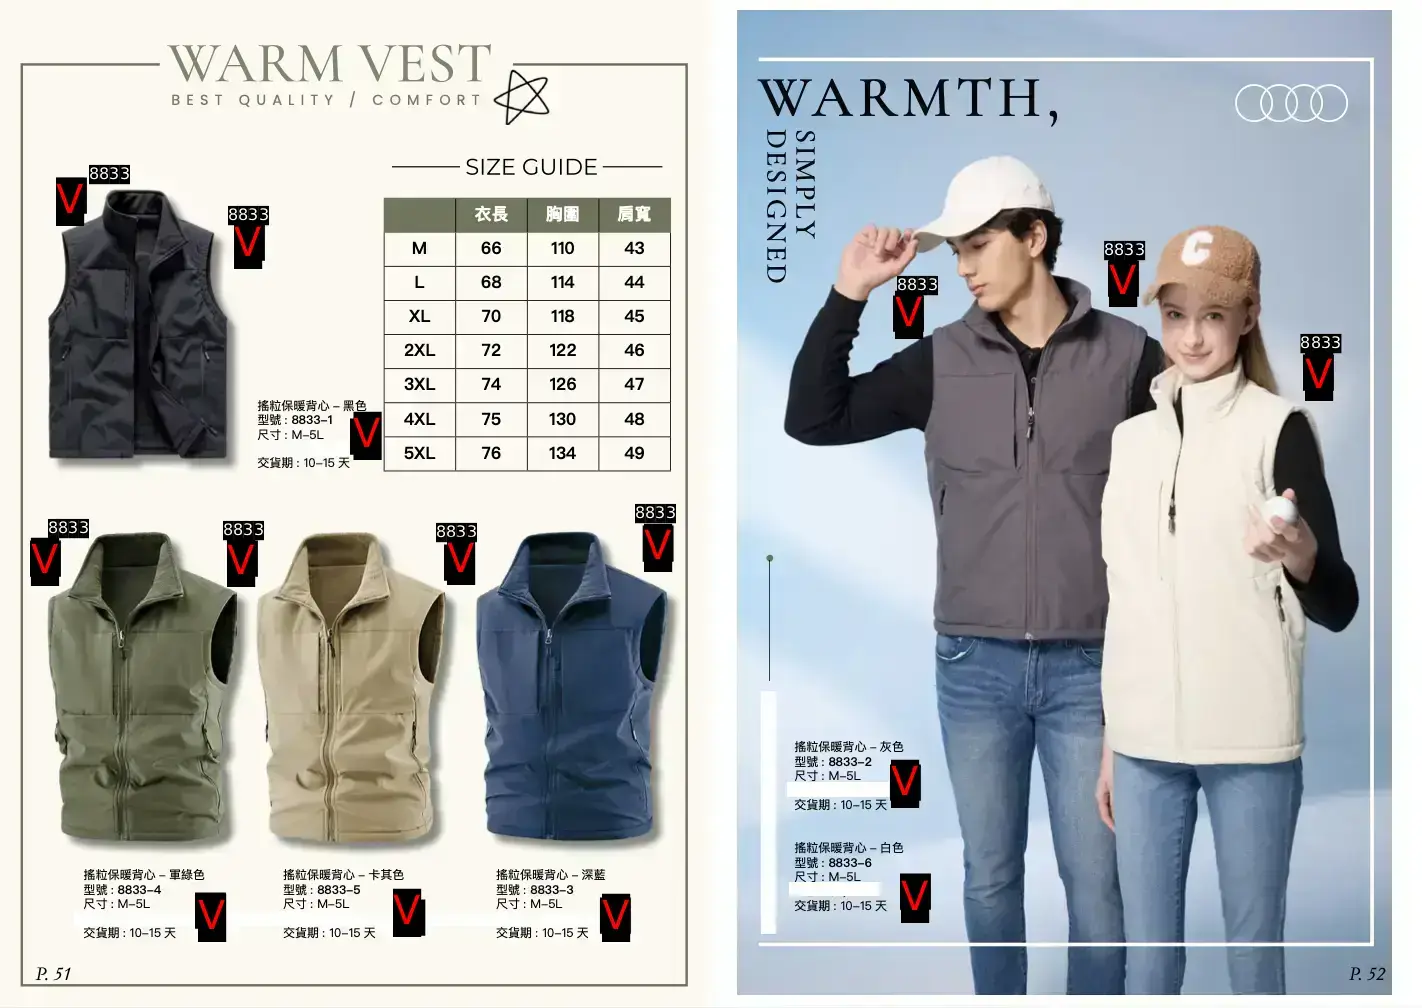 WARM VEST
BEST QUALITY / COMFORT
SIZE GUIDE
衣長 胸圍 肩寬
M 66 110 43
L 68 114 44
XL 70 118 45
2XL 72 122 46
3XL 74 126 47
4XL 75 130 48
5XL 76 134 49
8833
V
8833
V
搖粒保暖背心 – 黑色
型號 : 8833-1
尺寸 : M-5L
V
交貨期 : 10-15 天
8833
V
8833
V
8833
V
8833
V
搖粒保暖背心 – 軍綠色
型號 : 8833-4
尺寸 : M-5L
V
交貨期 : 10-15 天
搖粒保暖背心 – 卡其色
型號 : 8833-5
尺寸 : M-5L
V
交貨期 : 10-15 天
搖粒保暖背心 – 深藍
型號 : 8833-3
尺寸 : M-5L
V
交貨期 : 10-15 天
P. 51
WARMTH,
SIMPLY
DESIGNED
8833
V
8833
V
C
8833
V
搖粒保暖背心 – 灰色
型號 : 8833-2
尺寸 : M-5L
V
交貨期 : 10-15 天
搖粒保暖背心 – 白色
型號 : 8833-6
尺寸 : M-5L
V
交貨期 : 10-15 天
P. 52